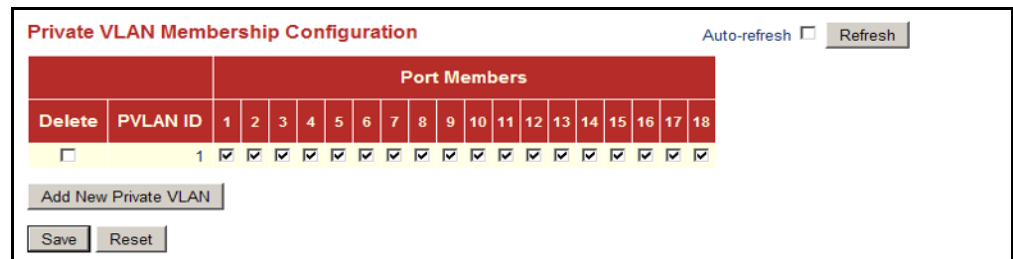 Private VLAN Membership Configuration
Auto-refresh Refresh
Port Members
Delete PVLAN ID 1 2 3 4 5 6 7 8 9 10 11 12 13 14 15 16 17 18
1
Add New Private VLAN
Save Reset